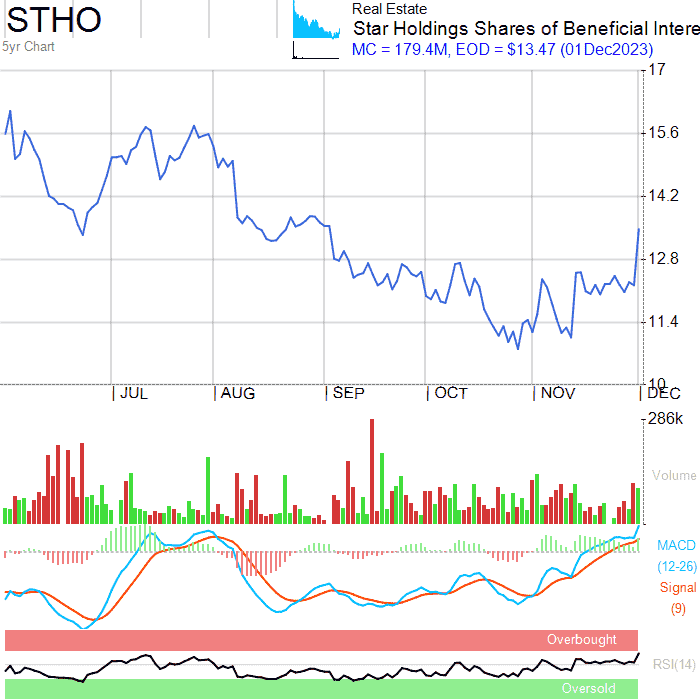 STHO
5yr Chart
Real Estate
Star Holdings Shares of Beneficial Intere
MC = 179.4M, EOD = $13.47 (01Dec2023)
17
15.6
14.2
12.8
11.4
10
JUL AUG SEP OCT NOV DEC
286k
Volume
MACD
(12-26)
Signal
(9)
Overbought
RSI(14)
Oversold